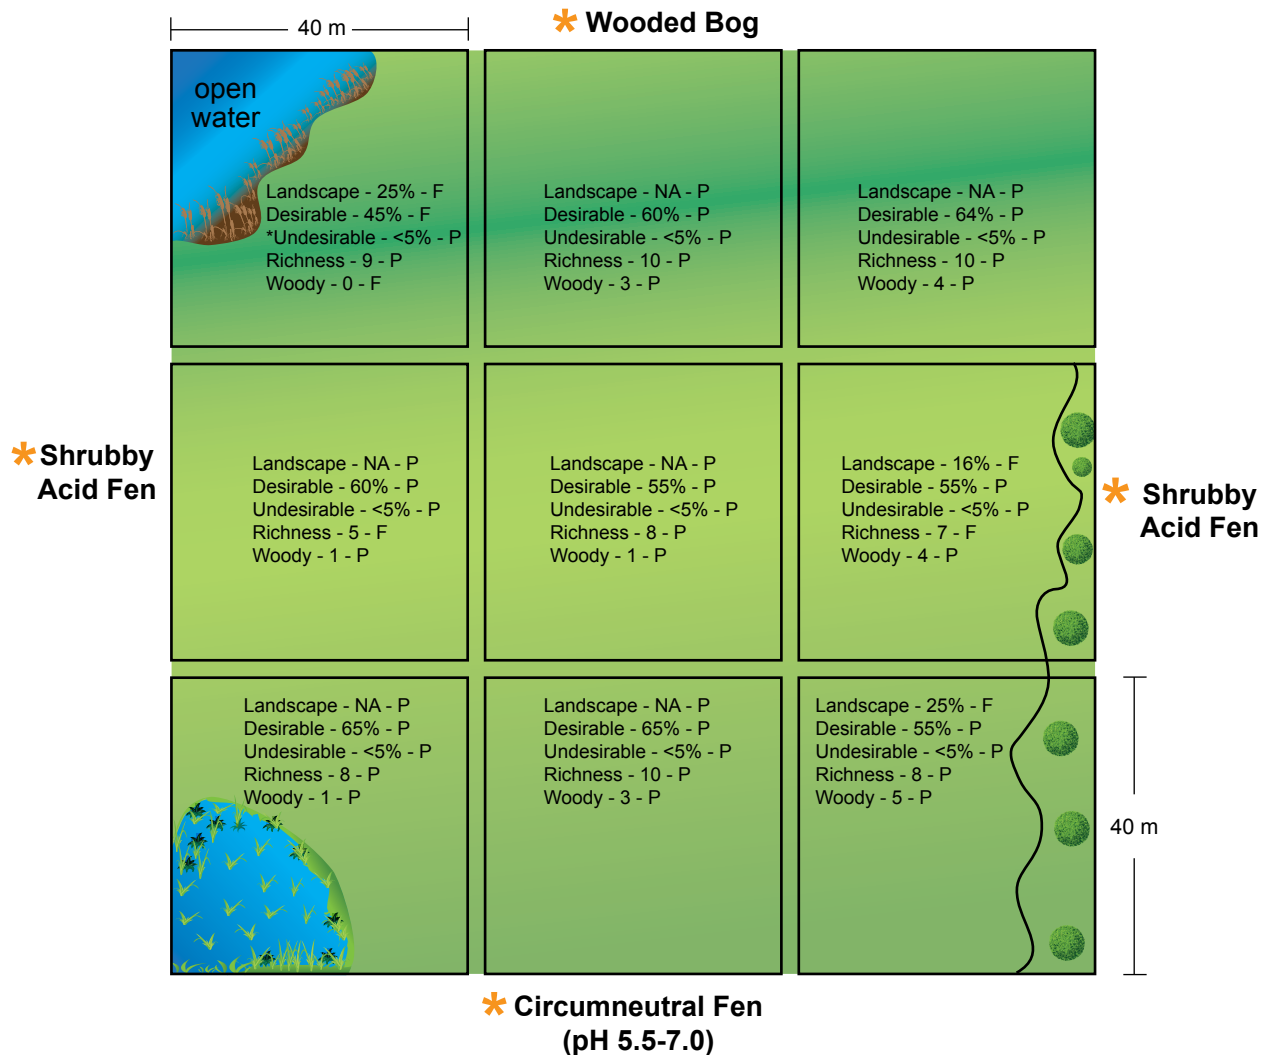 40 m
* Wooded Bog
open
water
Landscape - 25% - F
Desirable - 45% - F
*Undesirable - <5% - P
Richness - 9 - P
Woody - 0 - F
Landscape - NA - P
Desirable - 60% - P
Undesirable - <5% - P
Richness - 10 - P
Woody - 3 - P
Landscape - NA - P
Desirable - 64% - P
Undesirable - <5% - P
Richness - 10 - P
Woody - 4 - P
* Shrubby
Acid Fen
Landscape - NA - P
Desirable - 60% - P
Undesirable - <5% - P
Richness - 5 - F
Woody - 1 - P
Landscape - NA - P
Desirable - 55% - P
Undesirable - <5% - P
Richness - 8 - P
Woody - 1 - P
Landscape - 16% - F
Desirable - 55% - P
Undesirable - <5% - P
Richness - 7 - F
Woody - 4 - P
* Shrubby
Acid Fen
Landscape - NA - P
Desirable - 65% - P
Undesirable - <5% - P
Richness - 8 - P
Woody - 1 - P
Landscape - NA - P
Desirable - 65% - P
Undesirable - <5% - P
Richness - 10 - P
Woody - 3 - P
Landscape - 25% - F
Desirable - 55% - P
Undesirable - <5% - P
Richness - 8 - P
Woody - 5 - P
40 m
* Circumneutral Fen
(pH 5.5-7.0)